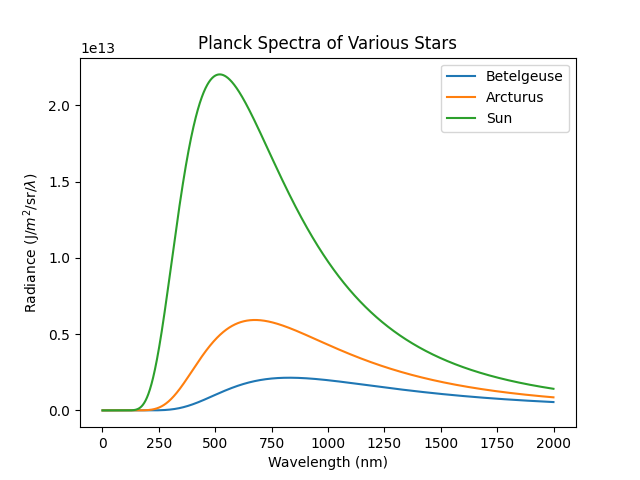 Planck Spectra of Various Stars
1e13
Betelgeuse
Arcturus
Sun
2.0
1.5
1.0
0.5
0.0
Radiance (J/m²/sr/λ)
0 250 500 750 1000 1250 1500 1750 2000
Wavelength (nm)